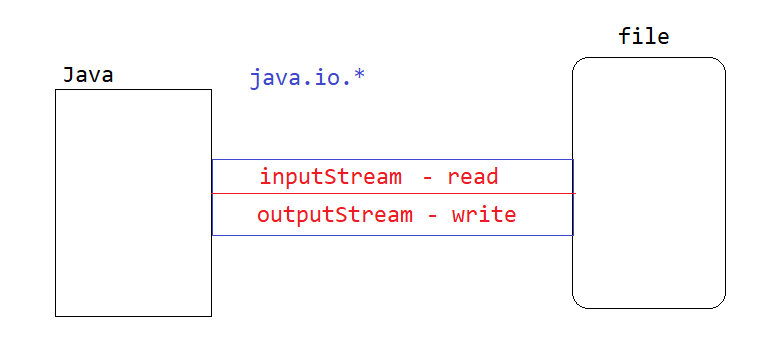 file
Java
java.io.*
inputStream - read
outputStream - write